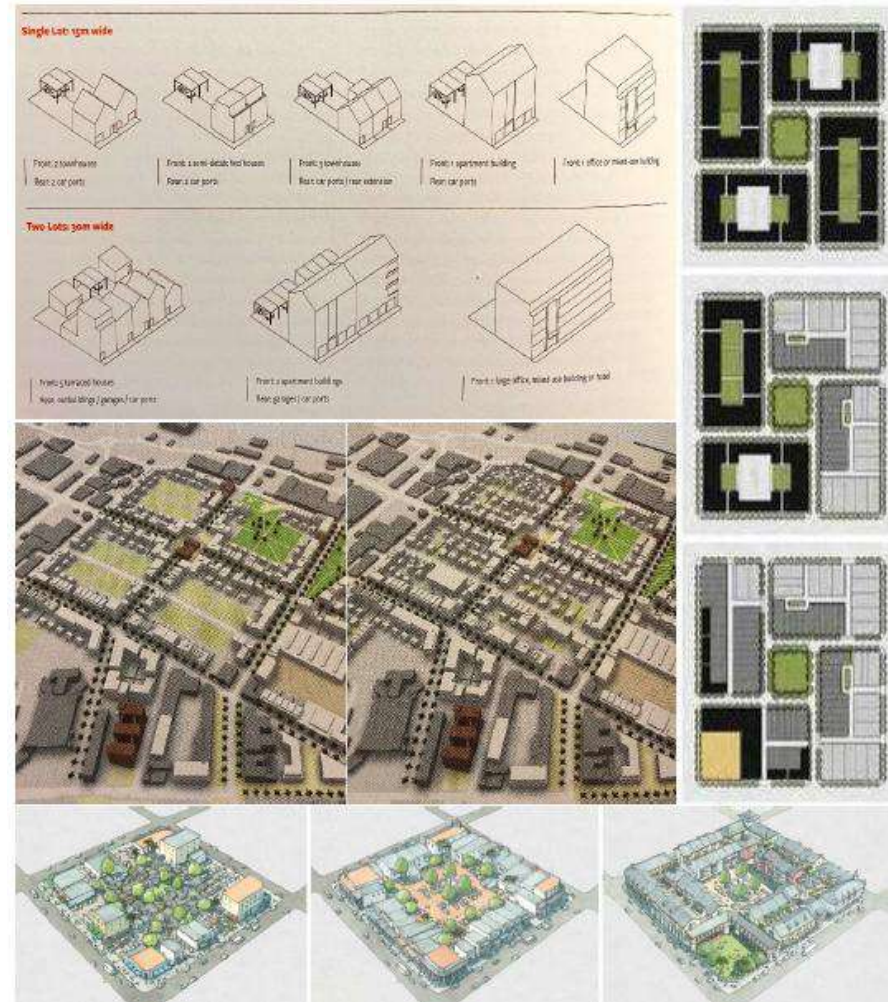 Single Lot: 15m wide
Front: 2 townhouses
Rear: 2 car ports
Front: 2 semi-detatched houses
Rear: 2 car ports
Front: 3 townhouses
Rear: car ports / rear extension
Front: 1 apartment building
Rear: car ports
Front: 1 office or mixed-use building
Two Lots: 30m wide
Front: 5 terraced houses
Rear: outbuildings / garages / car ports
Front: 2 apartment buildings
Rear: garages / car ports
Front: 1 large office, mixed use building or hotel